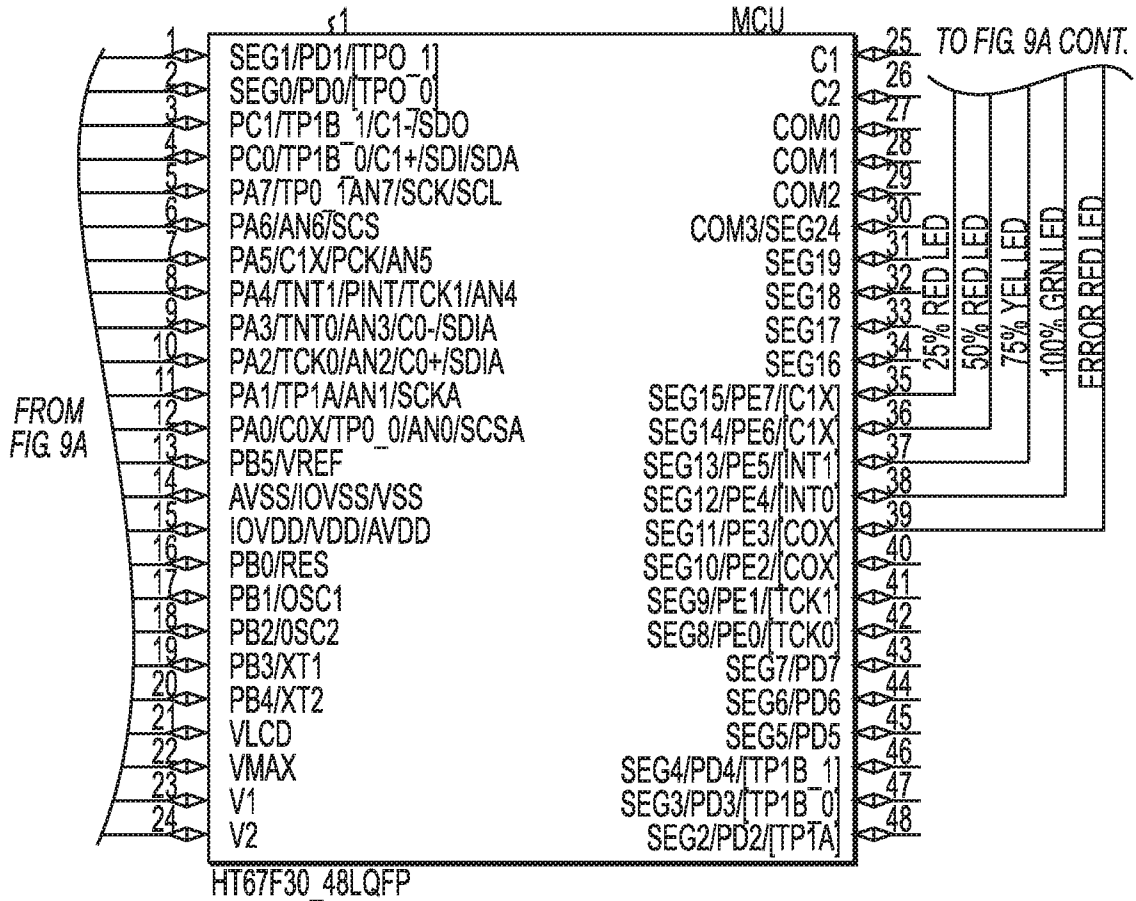 s1
MCU
FROM
FIG. 9A
TO FIG. 9A CONT.
1 SEG1/PD1/[TPO_1]
2 SEG0/PD0/[TPO_0]
3 PC1/TP1B_1/C1-/SDO
4 PC0/TP1B_0/C1+/SDI/SDA
5 PA7/TP0_1AN7/SCK/SCL
6 PA6/AN6/SCS
7 PA5/C1X/PCK/AN5
8 PA4/TNT1/PINT/TCK1/AN4
9 PA3/TNT0/AN3/C0-/SDIA
10 PA2/TCK0/AN2/C0+/SDIA
11 PA1/TP1A/AN1/SCKA
12 PA0/C0X/TP0_0/AN0/SCSA
13 PB5/VREF
14 AVSS/IOVSS/VSS
15 IOVDD/VDD/AVDD
16 PB0/RES
17 PB1/OSC1
18 PB2/0SC2
19 PB3/XT1
20 PB4/XT2
21 VLCD
22 VMAX
23 V1
24 V2
C1 25
C2 26
COM0 27
COM1 28
COM2 29
COM3/SEG24 30
SEG19 31
SEG18 32
SEG17 33
SEG16 34
SEG15/PE7/[C1X] 35
SEG14/PE6/[C1X] 36
SEG13/PE5/[INT1] 37
SEG12/PE4/[INT0] 38
SEG11/PE3/[COX] 39
SEG10/PE2/[COX] 40
SEG9/PE1/[TCK1] 41
SEG8/PE0/[TCK0] 42
SEG7/PD7 43
SEG6/PD6 44
SEG5/PD5 45
SEG4/PD4/[TP1B_1] 46
SEG3/PD3/[TP1B_0] 47
SEG2/PD2/[TP1A] 48
25% RED LED
50% RED LED
75% YEL LED
100% GRN LED
ERROR RED LED
HT67F30_48LQFP